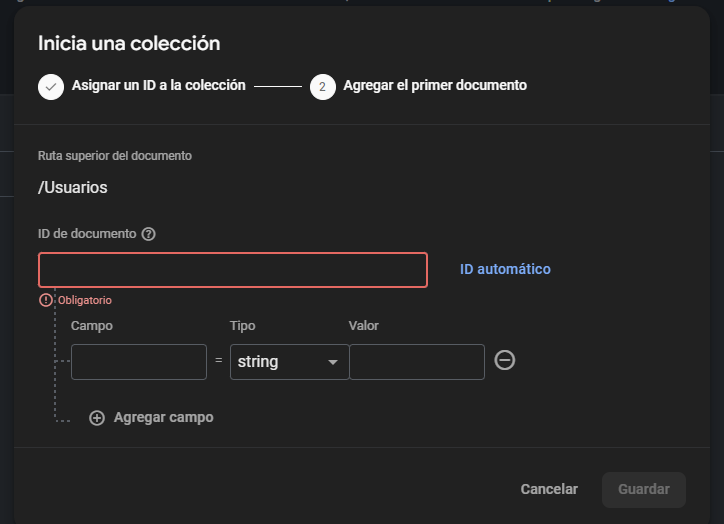 Inicia una colección
Asignar un ID a la colección 2 Agregar el primer documento
Ruta superior del documento
/Usuarios
ID de documento ?
ID automático
Obligatorio
Campo Tipo Valor
= string
Agregar campo
Cancelar Guardar